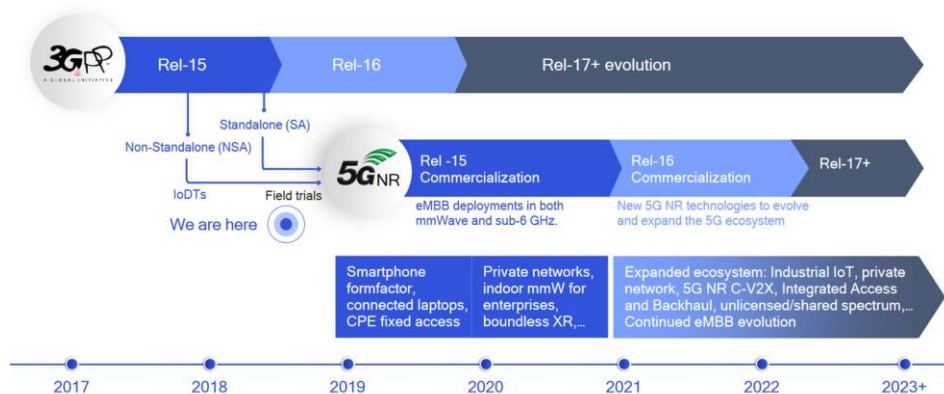 3GPP
A GLOBAL INITIATIVE
Rel-15
Rel-16
Rel-17+ evolution
Standalone (SA)
Non-Standalone (NSA)
IoDTs
Field trials
We are here
5G NR
Rel -15
Commercialization
Rel-16
Commercialization
Rel-17+
eMBB deployments in both
mmWave and sub-6 GHz.
New 5G NR technologies to evolve
and expand the 5G ecosystem
Smartphone
formfactor,
connected laptops,
CPE fixed access
Private networks,
indoor mmW for
enterprises,
boundless XR,...
Expanded ecosystem: Industrial IoT, private
network, 5G NR C-V2X, Integrated Access
and Backhaul, unlicensed/shared spectrum,...
Continued eMBB evolution
2017
2018
2019
2020
2021
2022
2023+